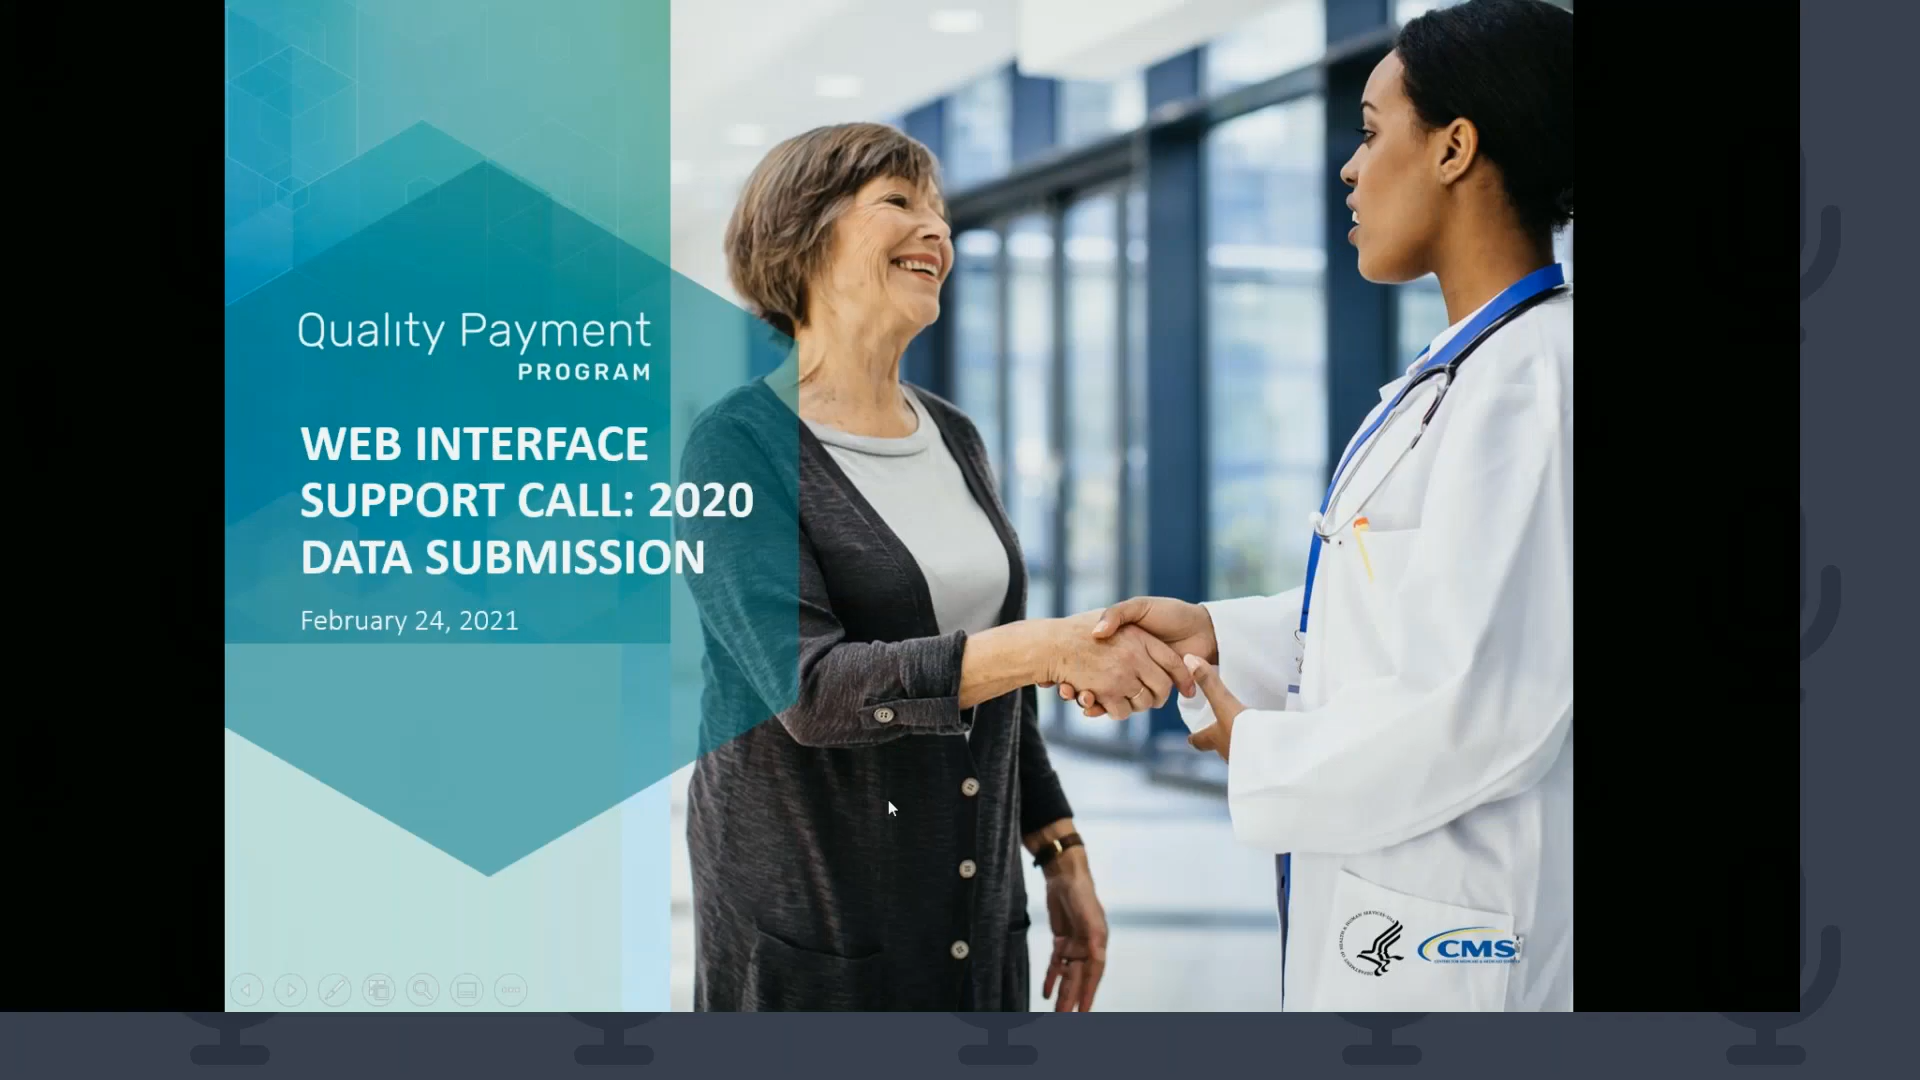 Quality Payment
PROGRAM
WEB INTERFACE
SUPPORT CALL: 2020
DATA SUBMISSION
February 24, 2021
CMS